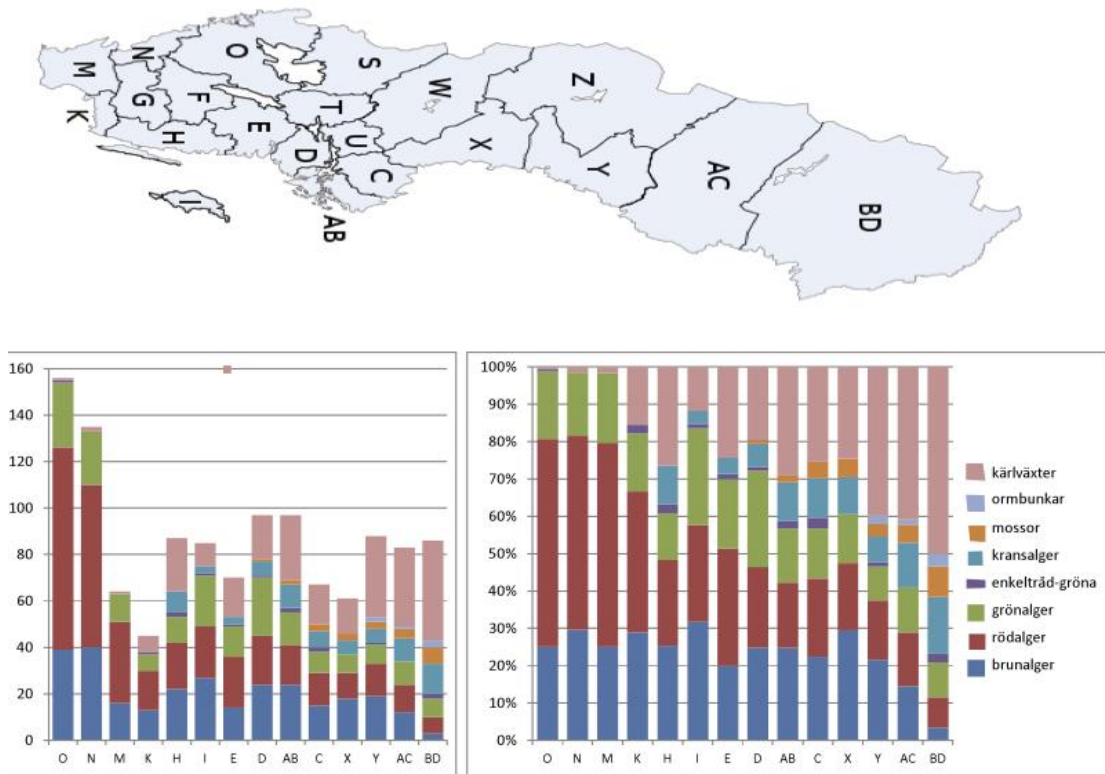 M
N
O
S
W
Z
K
G
F
T
X
Y
AC
BD
H
E
D
U
C
I
AB
160
140
120
100
80
60
40
20
0
O N M K H I E D AB C X Y AC BD
100%
90%
80%
70%
60%
50%
40%
30%
20%
10%
0%
O N M K H I E D AB C X Y AC BD
kärlväxter
ormbunkar
mossor
kransalger
enkeltråd-gröna
grönalger
rödalger
brunalger